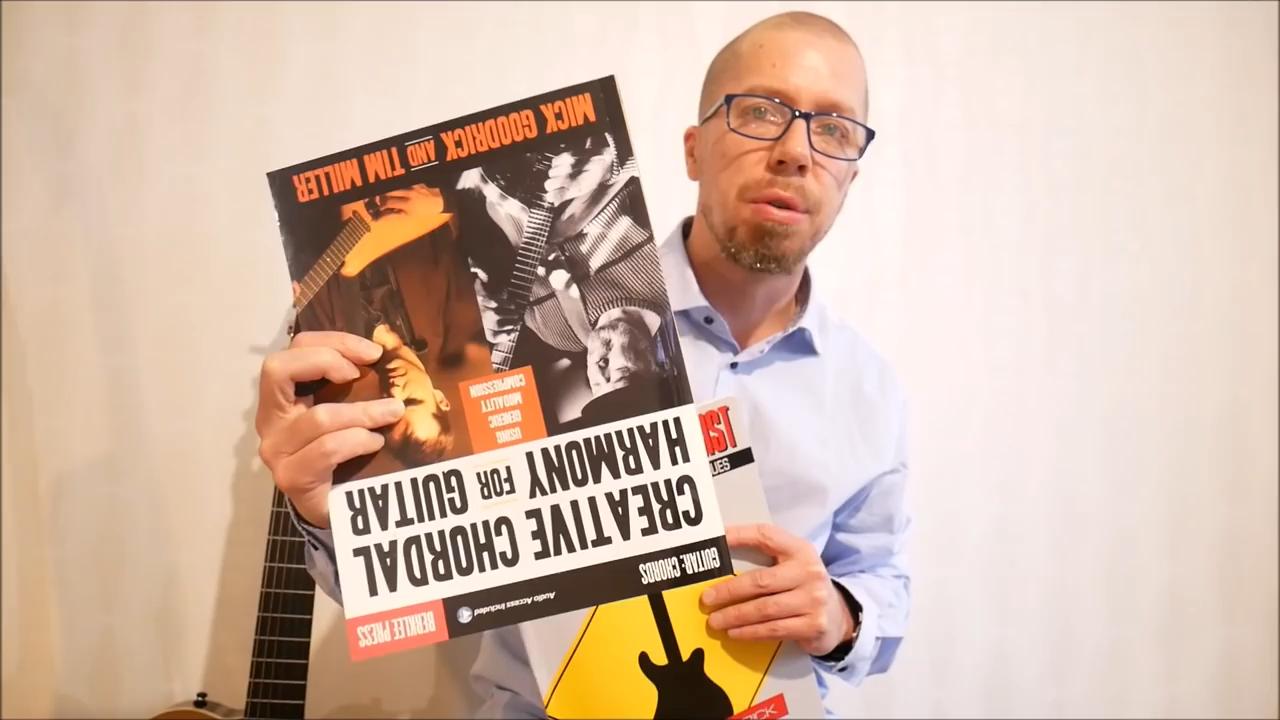 BERKLEE PRESS
Audio Access Included
GUITAR: CHORDS
CREATIVE CHORDAL
HARMONY FOR GUITAR
USING
GENERIC
MODALITY
COMPRESSION
MICK GOODRICK AND TIM MILLER